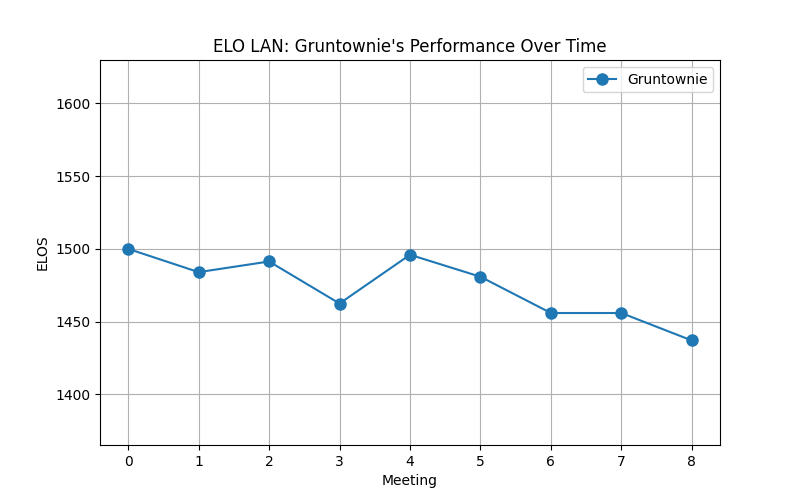 ELO LAN: Gruntownie's Performance Over Time
Gruntownie
1600
1550
1500
1450
1400
ELOS
0 1 2 3 4 5 6 7 8
Meeting